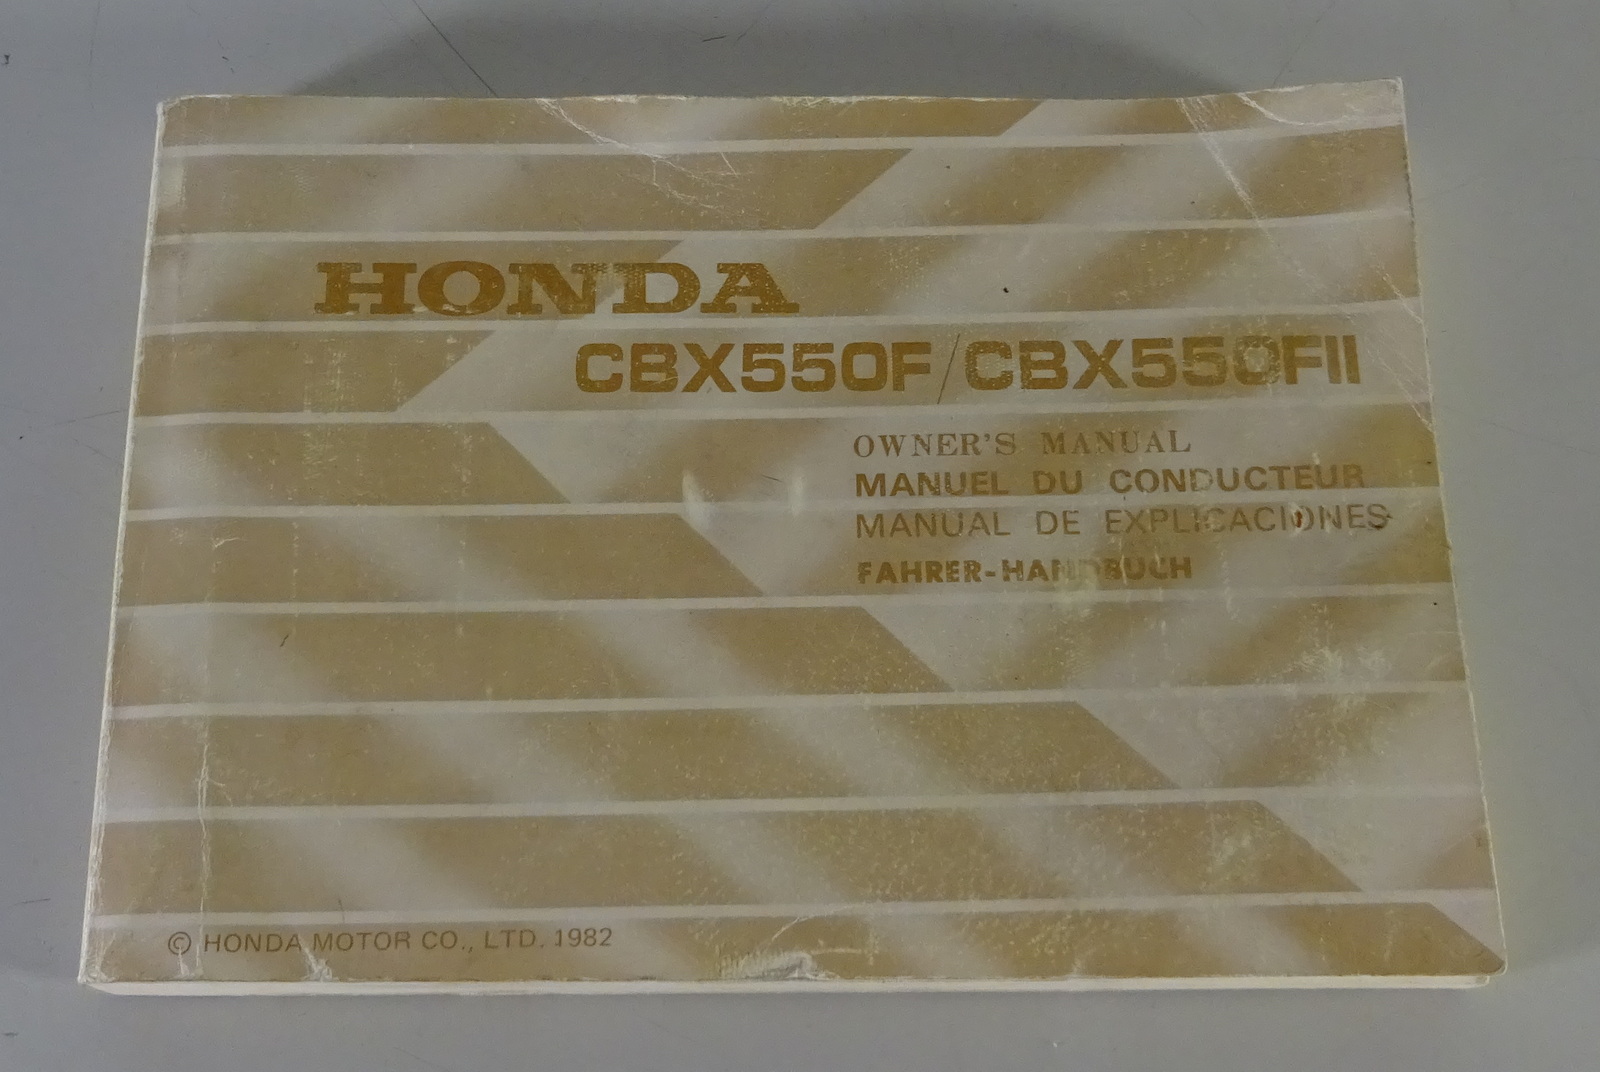 HONDA
CBX550F/CBX550FII
OWNER'S MANUAL
MANUEL DU CONDUCTEUR
MANUAL DE EXPLICACIONES
FAHRER-HANDBUCH
© HONDA MOTOR CO., LTD. 1982